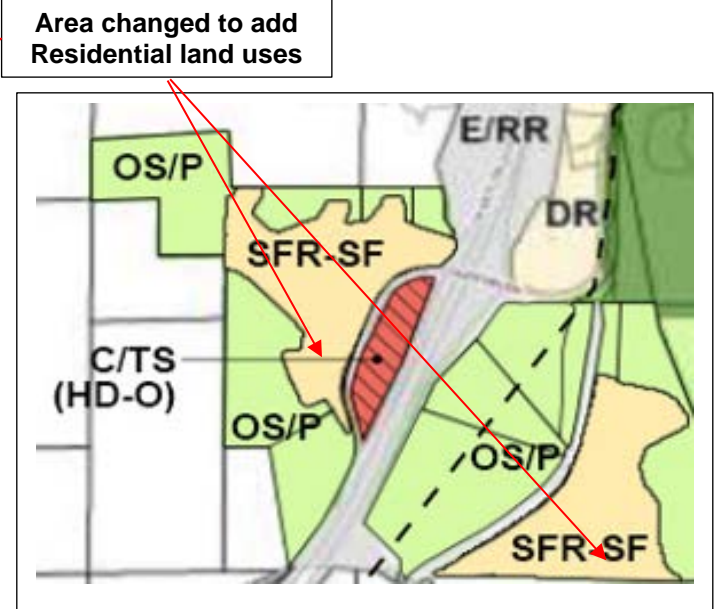 Area changed to add
Residential land uses
E/RR
OS/P
DR
SFR-SF
C/TS
(HD-O)
OS/P
OS/P
SFR-SF